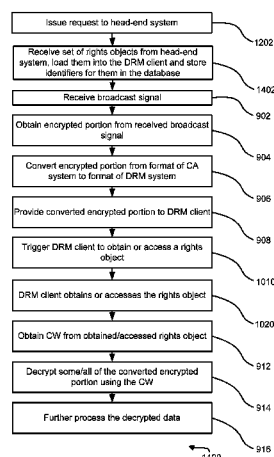 Issue request to head-end system
1202
Receive set of rights objects from head-end
system, load them into the DRM client and store
identifiers for them in the database
1402
Receive broadcast signal
902
Obtain encrypted portion from received broadcast
signal
904
Convert encrypted portion from format of CA
system to format of DRM system
906
Provide converted encrypted portion to DRM client
908
Trigger DRM client to obtain or access a rights
object
1010
DRM client obtains or accesses the rights object
1020
Obtain CW from obtained/accessed rights object
912
Decrypt some/all of the converted encrypted
portion using the CW
914
Further process the decrypted data
916